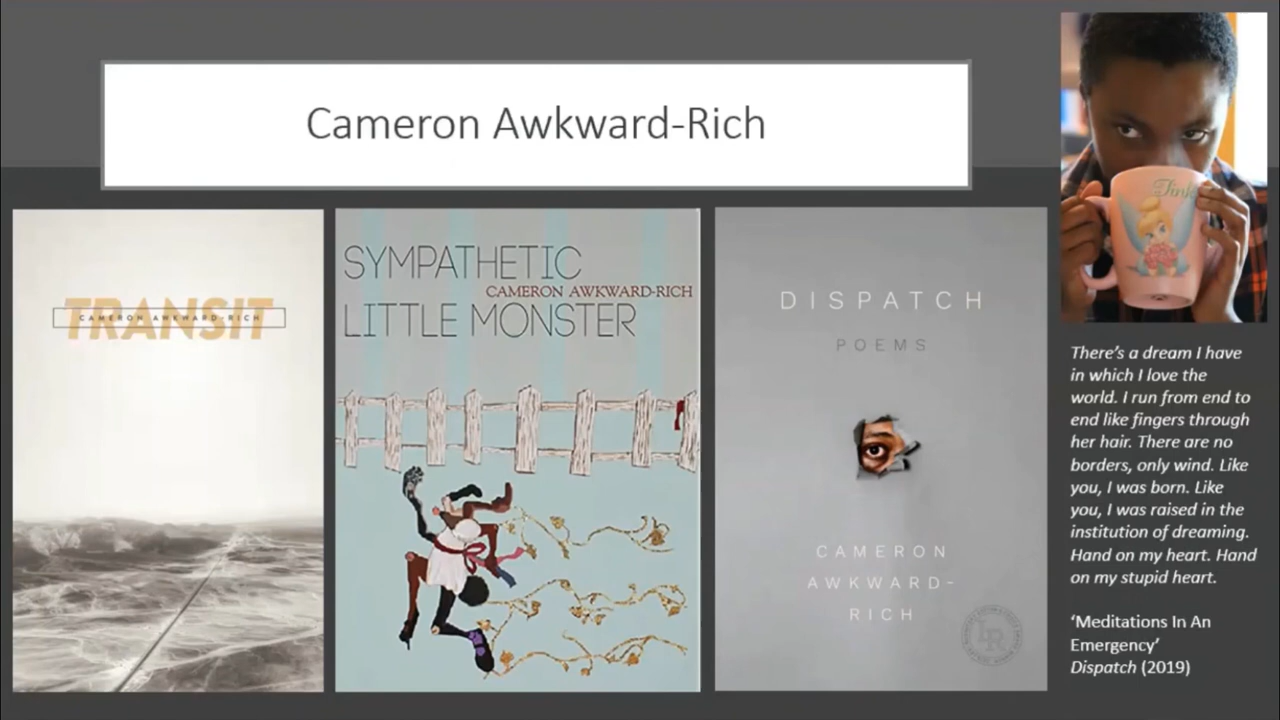 Cameron Awkward-Rich
TRANSIT
CAMERON AWKWARD-RICH
SYMPATHETIC
CAMERON AWKWARD-RICH
LITTLE MONSTER
DISPATCH
POEMS
CAMERON
AWKWARD-
RICH
LR
Tink
There's a dream I have
in which I love the
world. I run from end to
end like fingers through
her hair. There are no
borders, only wind. Like
you, I was born. Like
you, I was raised in the
institution of dreaming.
Hand on my heart. Hand
on my stupid heart.
‘Meditations In An
Emergency’
Dispatch (2019)